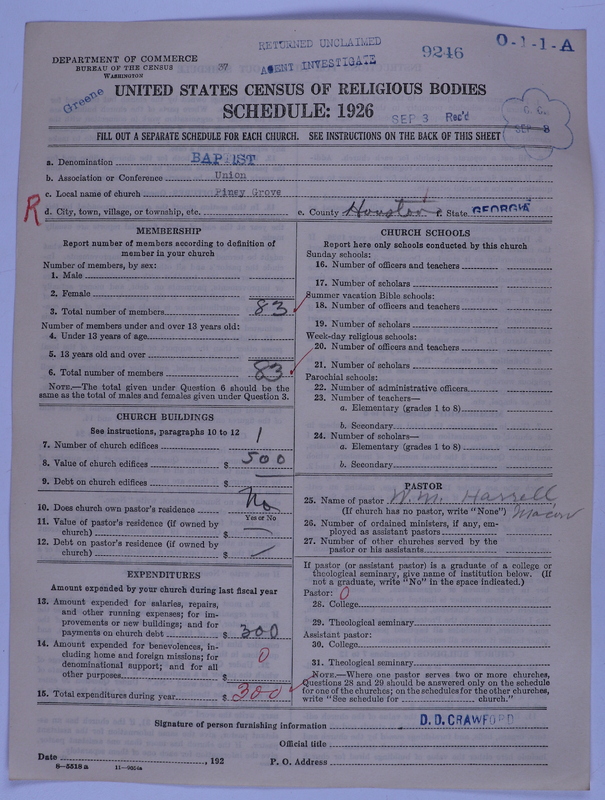 RETURNED UNCLAIMED
9246
O-1-1-A
DEPARTMENT OF COMMERCE
BUREAU OF THE CENSUS
WASHINGTON
37
AGENT INVESTIGATE
Greene
UNITED STATES CENSUS OF RELIGIOUS BODIES
SCHEDULE: 1926
SEP 3 Rec'd
SEP 8
FILL OUT A SEPARATE SCHEDULE FOR EACH CHURCH. SEE INSTRUCTIONS ON THE BACK OF THIS SHEET
a. Denomination BAPTIST
b. Association or Conference Union
c. Local name of church Piney Grove
R
d. City, town, village, or township, etc. e. County Houston f. State GEORGIA
MEMBERSHIP
Report number of members according to definition of
member in your church
Number of members, by sex:
1. Male
2. Female
3. Total number of members 83
Number of members under and over 13 years old:
4. Under 13 years of age
5. 13 years old and over
6. Total number of members 83
NOTE.—The total given under Question 6 should be the
same as the total of males and females given under Question 3.
CHURCH BUILDINGS
See instructions, paragraphs 10 to 12
7. Number of church edifices 1
8. Value of church edifices $ 500
9. Debt on church edifices $ —
10. Does church own pastor's residence No
Yes or No
11. Value of pastor's residence (if owned by
church) $ —
12. Debt on pastor's residence (if owned by
church) $ —
EXPENDITURES
Amount expended by your church during last fiscal year
13. Amount expended for salaries, repairs,
and other running expenses; for im-
provements or new buildings; and for
payments on church debt $ 300
14. Amount expended for benevolences, in-
cluding home and foreign missions; for
denominational support; and for all
other purposes $ 0
15. Total expenditures during year $ 300
CHURCH SCHOOLS
Report here only schools conducted by this church
Sunday schools:
16. Number of officers and teachers
17. Number of scholars
Summer vacation Bible schools:
18. Number of officers and teachers
19. Number of scholars
Week-day religious schools:
20. Number of officers and teachers
21. Number of scholars
Parochial schools:
22. Number of administrative officers
23. Number of teachers—
a. Elementary (grades 1 to 8)
b. Secondary
24. Number of scholars—
a. Elementary (grades 1 to 8)
b. Secondary
PASTOR
25. Name of pastor W.M. Harrell
(If church has no pastor, write "None") Macon
26. Number of ordained ministers, if any, em-
ployed as assistant pastors
27. Number of other churches served by the
pastor or his assistants
If pastor (or assistant pastor) is a graduate of a college or
theological seminary, give name of institution below. (If
not a graduate, write "No" in the space indicated.)
Pastor: 0
28. College
29. Theological seminary
Assistant pastor:
30. College
31. Theological seminary
NOTE.—Where one pastor serves two or more churches,
Questions 28 and 29 should be answered only on the schedule
for one of the churches; on the schedules for the other churches,
write "See schedule for church."
Signature of person furnishing information D. D. CRAWFORD
Official title
Date , 192 P. O. Address
8—5518 a 11—9654a